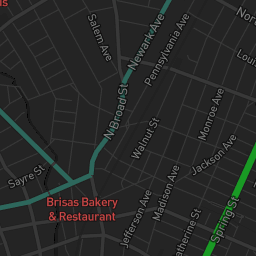 Salem Ave
Newark Ave
Pennsylvania Ave
N Broad St
Walnut St
Monroe Ave
Jackson Ave
Sayre St
Brisas Bakery
& Restaurant
Jefferson Ave
Madison Ave
Spring St